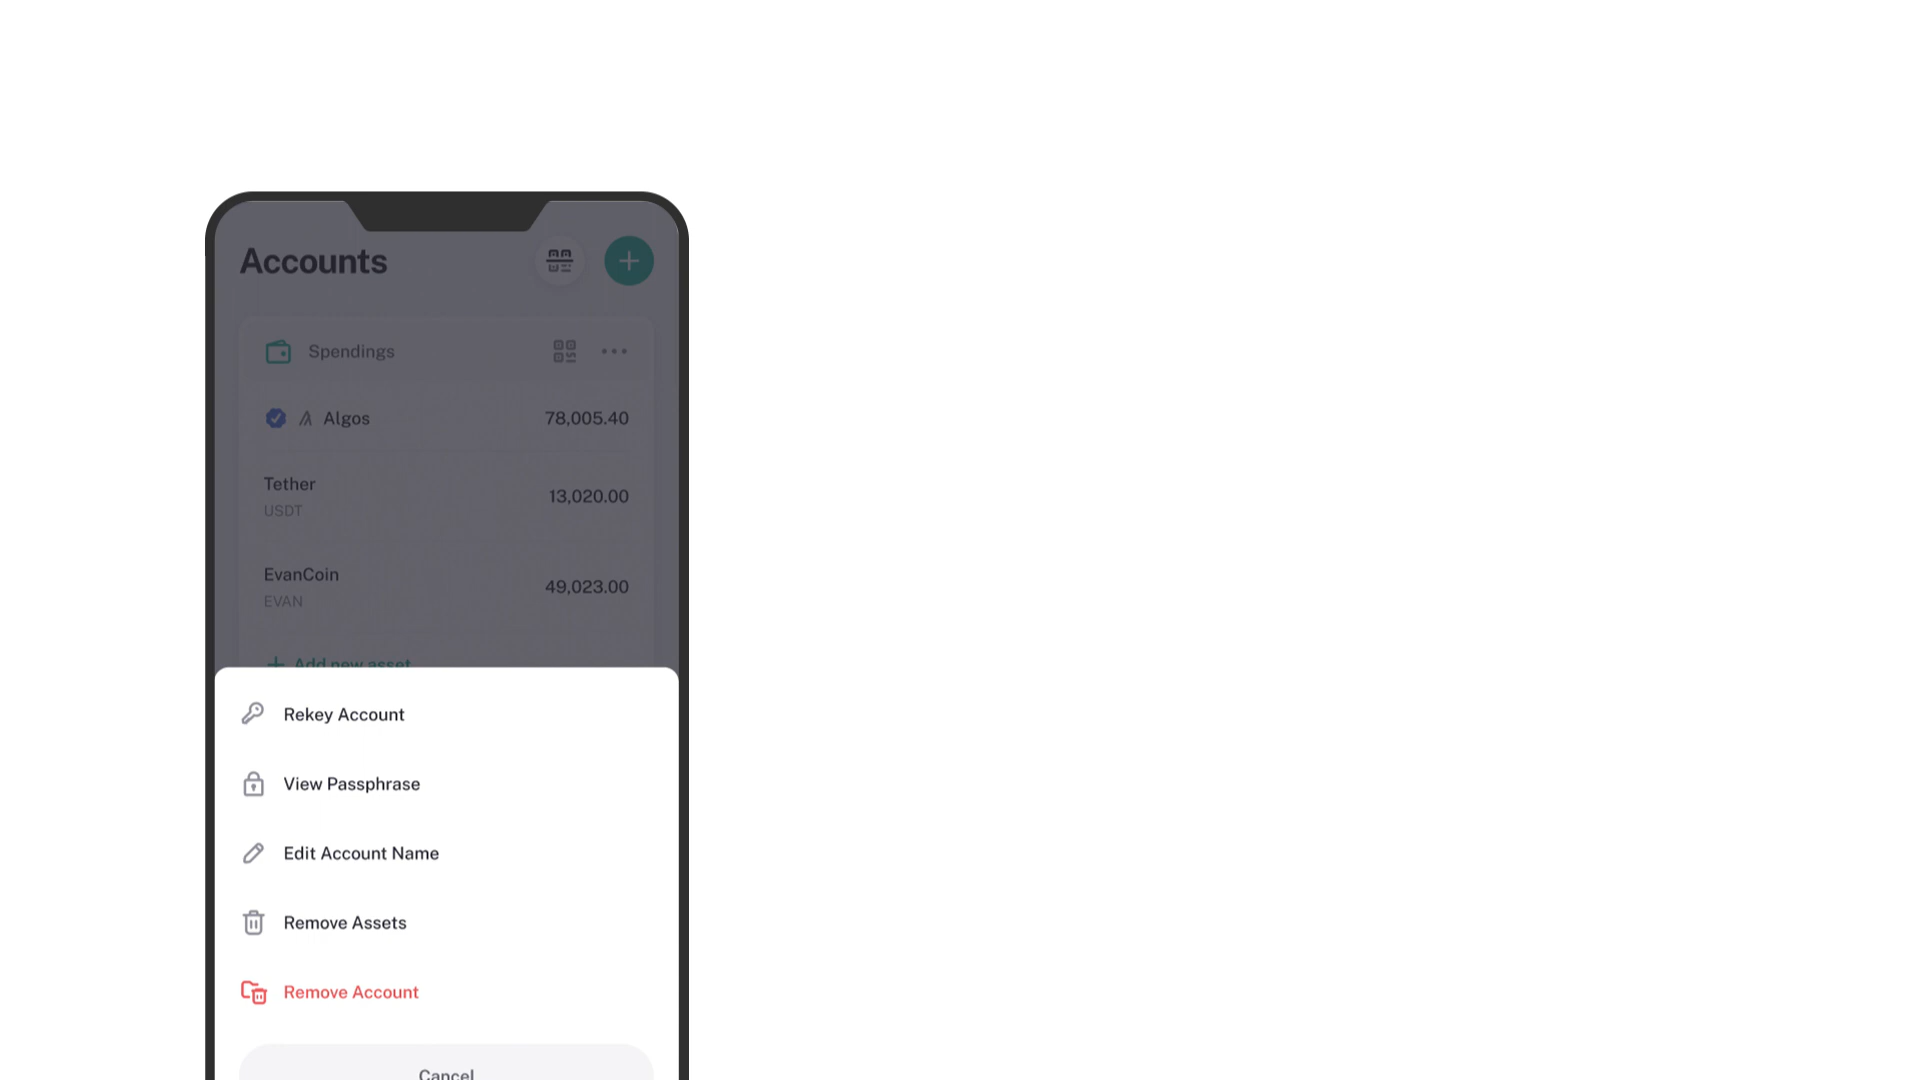 Accounts
Spendings
Algos 78,005.40
Tether
USDT
13,020.00
EvanCoin
EVAN
49,023.00
Add new asset
Rekey Account
View Passphrase
Edit Account Name
Remove Assets
Remove Account
Cancel